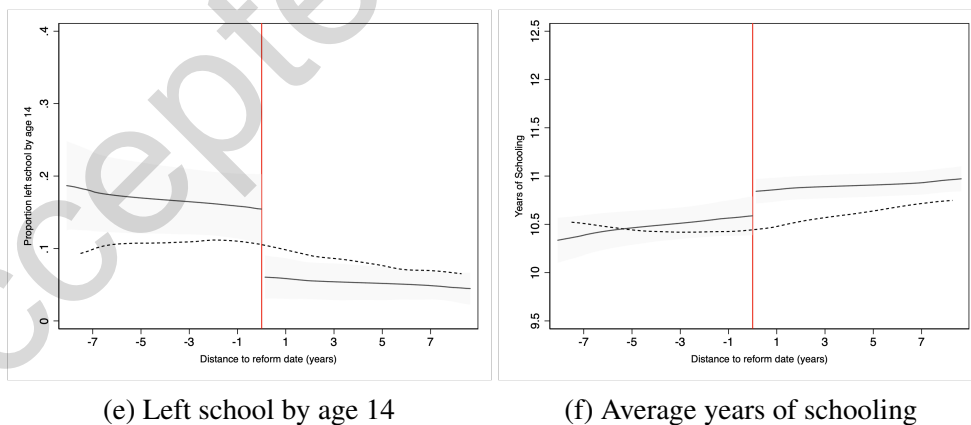 ccepte
.4
.3
.2
.1
0
Proportion left school by age 14
-7 -5 -3 -1 1 3 5 7
Distance to reform date (years)
(e) Left school by age 14
12.5
12
11.5
11
10.5
10
9.5
Years of Schooling
-7 -5 -3 -1 1 3 5 7
Distance to reform date (years)
(f) Average years of schooling